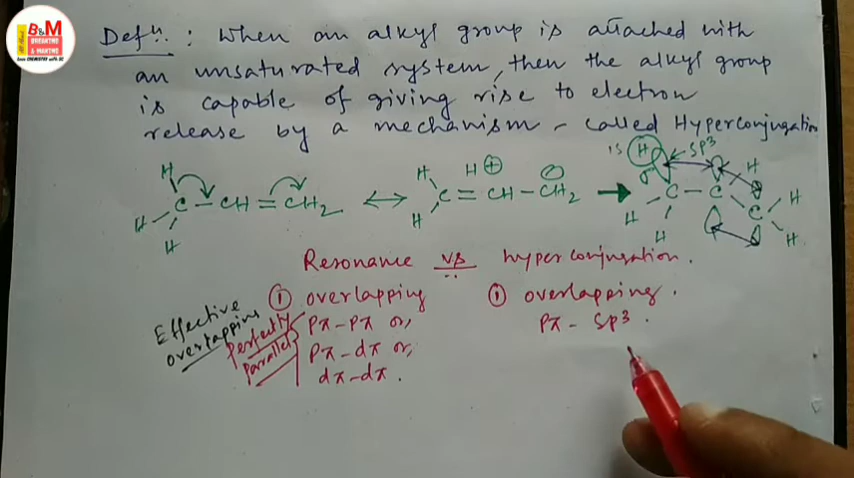 B&M
Defn. : When an alkyl group is attached with
an unsaturated system, then the alkyl group
is capable of giving rise to electron
release by a mechanism - called Hyperconjugation
H
H - C - CH = CH2 ↔ H C = CH - CH2 → H - C - C - C - H
H
H ⊕
⊖
1s H sp3
σ
H
H
H
H
H
Resonance vs hyperconjugation.
① overlapping
Pπ - Pπ or,
Pπ - dπ or,
dπ - dπ.
Effective
overlapping
Perfectly
parallel
① overlapping.
Pπ - sp3.